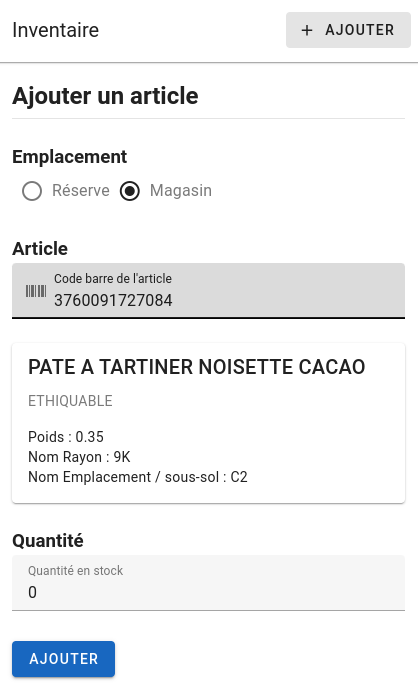 Inventaire
+ AJOUTER
Ajouter un article
Emplacement
Réserve Magasin
Article
Code barre de l'article
3760091727084
PATE A TARTINER NOISETTE CACAO
ETHIQUABLE
Poids : 0.35
Nom Rayon : 9K
Nom Emplacement / sous-sol : C2
Quantité
Quantité en stock
0
AJOUTER